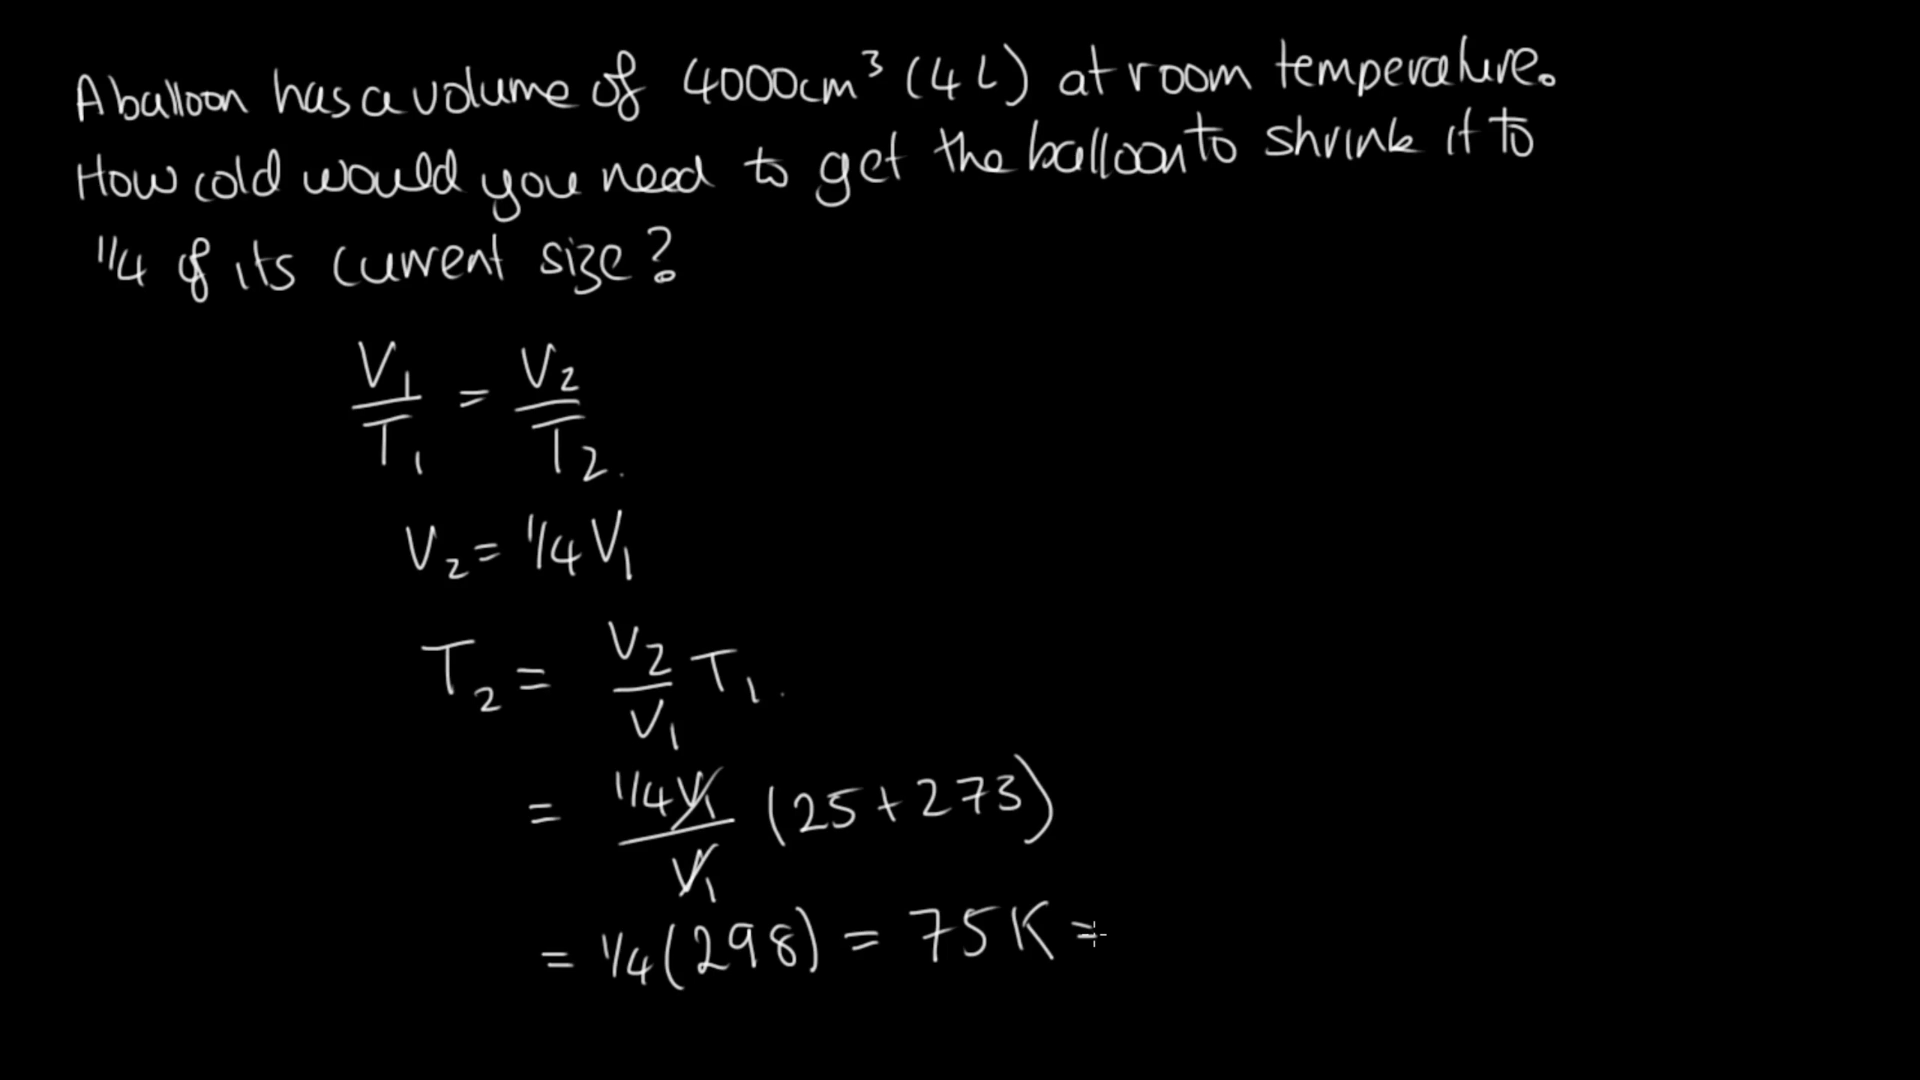 A balloon has a volume of 4000cm³ (4 L) at room temperature.
How cold would you need to get the balloon to shrink it to
1/4 of its current size?
V₁/T₁ = V₂/T₂.
V₂ = 1/4 V₁
T₂ = V₂/V₁ T₁.
= 1/4V₁/V₁ (25+273)
= 1/4(298) = 75K =